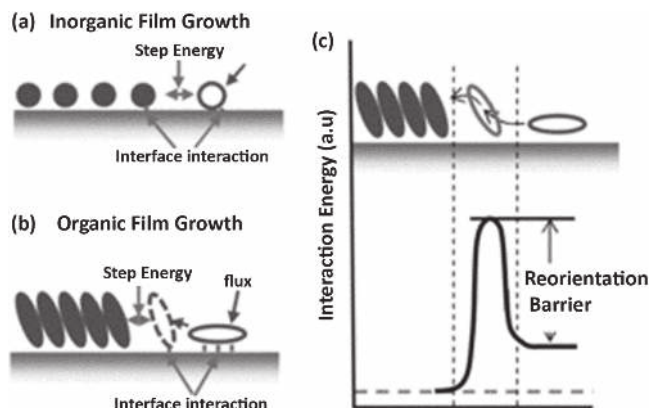 (a) Inorganic Film Growth
Step Energy
Interface interaction
(b) Organic Film Growth
Step Energy
flux
Interface interaction
(c)
Interaction Energy (a.u)
Reorientation
Barrier